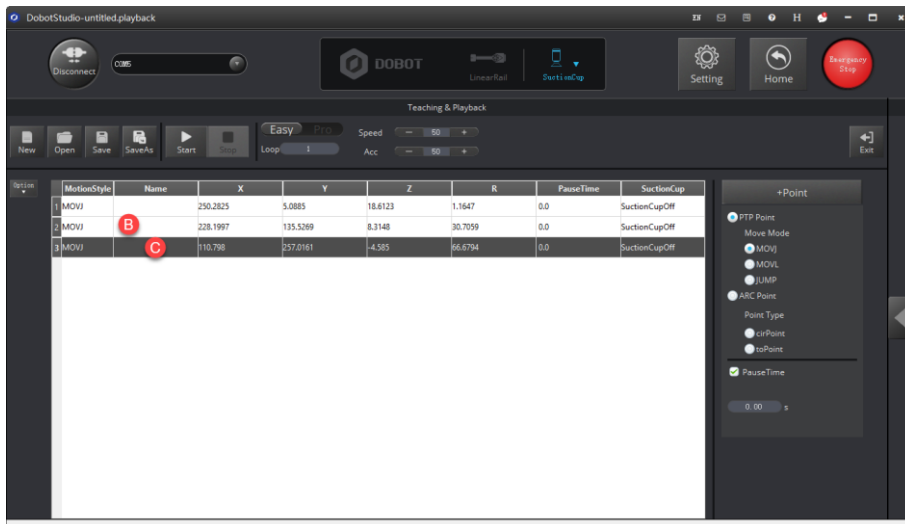 DobotStudio-untitled.playback
H
Disconnect
COM5
DOBOT
LinearRail
SuctionCup
Setting
Home
Emergency Stop
Teaching & Playback
New
Open
Save
SaveAs
Start
Stop
Easy
Pro
Loop
1
Speed
50
Acc
50
Exit
Option
MotionStyle Name X Y Z R PauseTime SuctionCup
1 MOVJ 250.2825 5.0885 18.6123 1.1647 0.0 SuctionCupOff
2 MOVJ B 228.1997 135.5269 8.3148 30.7059 0.0 SuctionCupOff
3 MOVJ C 110.798 257.0161 -4.585 66.6794 0.0 SuctionCupOff
+Point
PTP Point
Move Mode
MOVJ
MOVL
JUMP
ARC Point
Point Type
cirPoint
toPoint
PauseTime
0.00 s